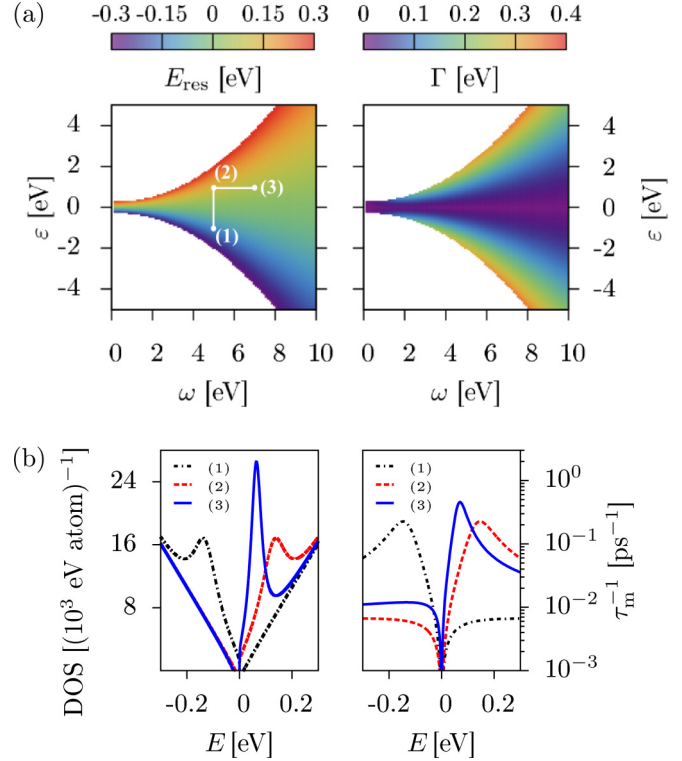 (a)
-0.3 -0.15 0 0.15 0.3
E_res [eV]
0 0.1 0.2 0.3 0.4
Γ [eV]
4
2
0
-2
-4
ε [eV]
(2)
(3)
(1)
0 2 4 6 8 10
ω [eV]
4
2
0
-2
-4
ε [eV]
0 2 4 6 8 10
ω [eV]
(b)
DOS [(10³ eV atom)⁻¹]
24
16
8
(1)
(2)
(3)
-0.2 0 0.2
E [eV]
(1)
(2)
(3)
10⁰
10⁻¹
10⁻²
10⁻³
τ_m⁻¹ [ps⁻¹]
-0.2 0 0.2
E [eV]